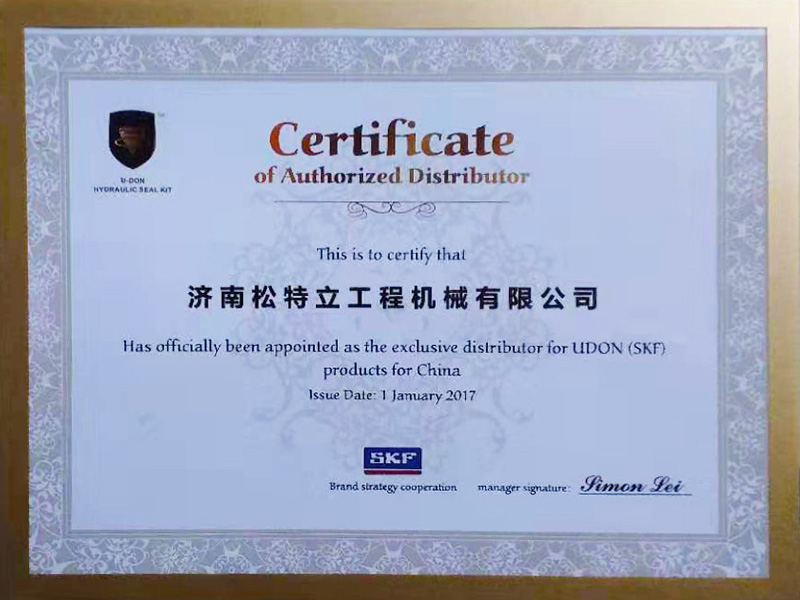 U-DON
HYDRAULIC SEAL KIT
Certificate
of Authorized Distributor
This is to certify that
济南松特立工程机械有限公司
Has officially been appointed as the exclusive distributor for UDON (SKF)
products for China
Issue Date: 1 January 2017
SKF
Brand strategy cooperation manager signature: Simon Lei